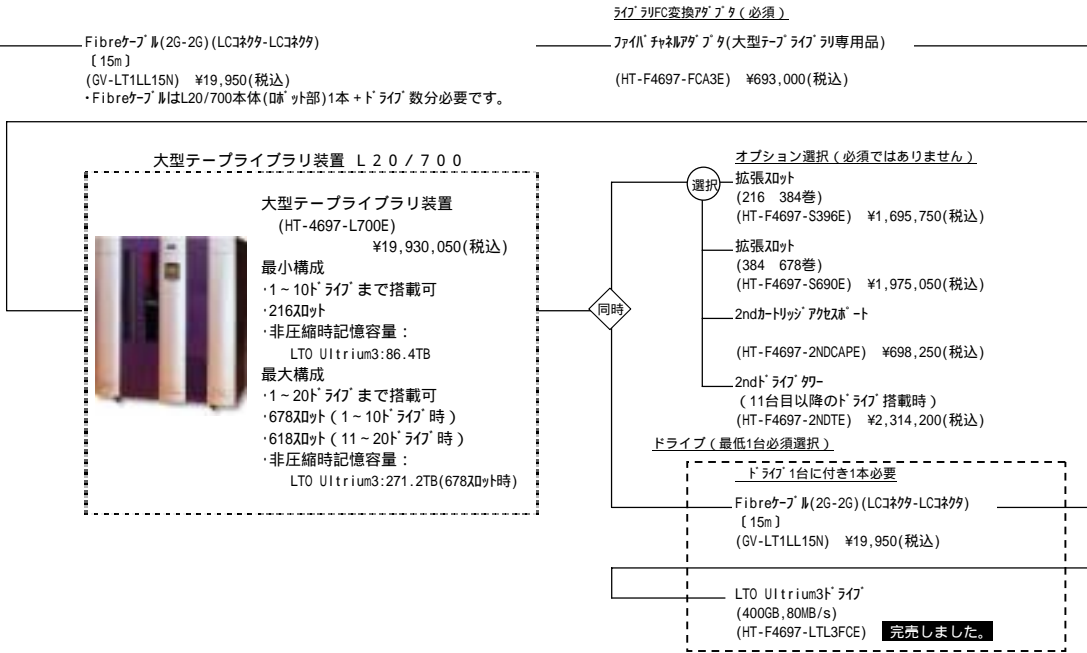 ﾗｲﾌﾞﾗﾘFC変換ｱﾀﾞﾌﾟﾀ(必須)
Fibreｹｰﾌﾞﾙ(2G-2G)(LCｺﾈｸﾀ-LCｺﾈｸﾀ)
〔15m〕
(GV-LT1LL15N) ¥19,950(税込)
・FibreｹｰﾌﾞﾙはL20/700本体(ﾛﾎﾞｯﾄ部)1本+ﾄﾞﾗｲﾌﾞ数分必要です。
ﾌｧｲﾊﾞﾁｬﾈﾙｱﾀﾞﾌﾟﾀ(大型ﾃｰﾌﾟﾗｲﾌﾞﾗﾘ専用品)
(HT-F4697-FCA3E) ¥693,000(税込)
大型テープライブラリ装置 L20/700
大型テープライブラリ装置
(HT-4697-L700E)
¥19,930,050(税込)
最小構成
・1~10ﾄﾞﾗｲﾌﾞまで搭載可
・216ｽﾛｯﾄ
・非圧縮時記憶容量:
LTO Ultrium3:86.4TB
最大構成
・1~20ﾄﾞﾗｲﾌﾞまで搭載可
・678ｽﾛｯﾄ(1~10ﾄﾞﾗｲﾌﾞ時)
・618ｽﾛｯﾄ(11~20ﾄﾞﾗｲﾌﾞ時)
・非圧縮時記憶容量:
LTO Ultrium3:271.2TB(678ｽﾛｯﾄ時)
同時
オプション選択(必須ではありません)
選択
拡張ｽﾛｯﾄ
(216 384巻)
(HT-F4697-S396E) ¥1,695,750(税込)
拡張ｽﾛｯﾄ
(384 678巻)
(HT-F4697-S690E) ¥1,975,050(税込)
2ndｶｰﾄﾘｯｼﾞｱｸｾｽﾎﾟｰﾄ
(HT-F4697-2NDCAPE) ¥698,250(税込)
2ndﾄﾞﾗｲﾌﾞﾀﾜｰ
(11台目以降のﾄﾞﾗｲﾌﾞ搭載時)
(HT-F4697-2NDTE) ¥2,314,200(税込)
ドライブ(最低1台必須選択)
ﾄﾞﾗｲﾌﾞ1台に付き1本必要
Fibreｹｰﾌﾞﾙ(2G-2G)(LCｺﾈｸﾀ-LCｺﾈｸﾀ)
〔15m〕
(GV-LT1LL15N) ¥19,950(税込)
LTO Ultrium3ﾄﾞﾗｲﾌﾞ
(400GB,80MB/s)
(HT-F4697-LTL3FCE) 完売しました。